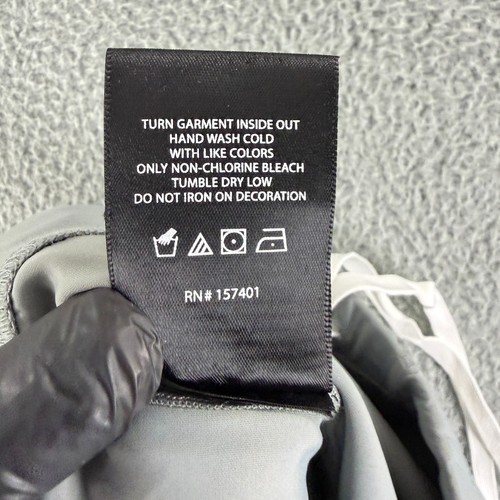 TURN GARMENT INSIDE OUT
HAND WASH COLD
WITH LIKE COLORS
ONLY NON-CHLORINE BLEACH
TUMBLE DRY LOW
DO NOT IRON ON DECORATION
RN# 157401